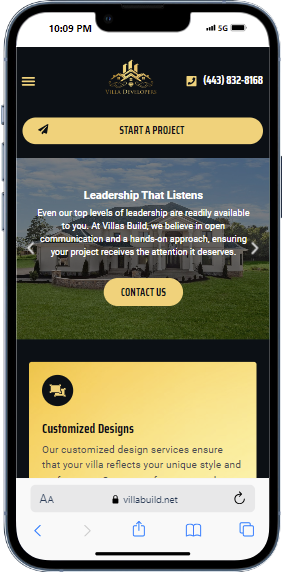 10:09 PM
5G
VILLA DEVELOPERS
(443) 832-8168
START A PROJECT
Leadership That Listens
Even our top levels of leadership are readily available
to you. At Villas Build, we believe in open
communication and a hands-on approach, ensuring
your project receives the attention it deserves.
CONTACT US
Customized Designs
Our customized design services ensure
that your villa reflects your unique style and
AA
villabuild.net